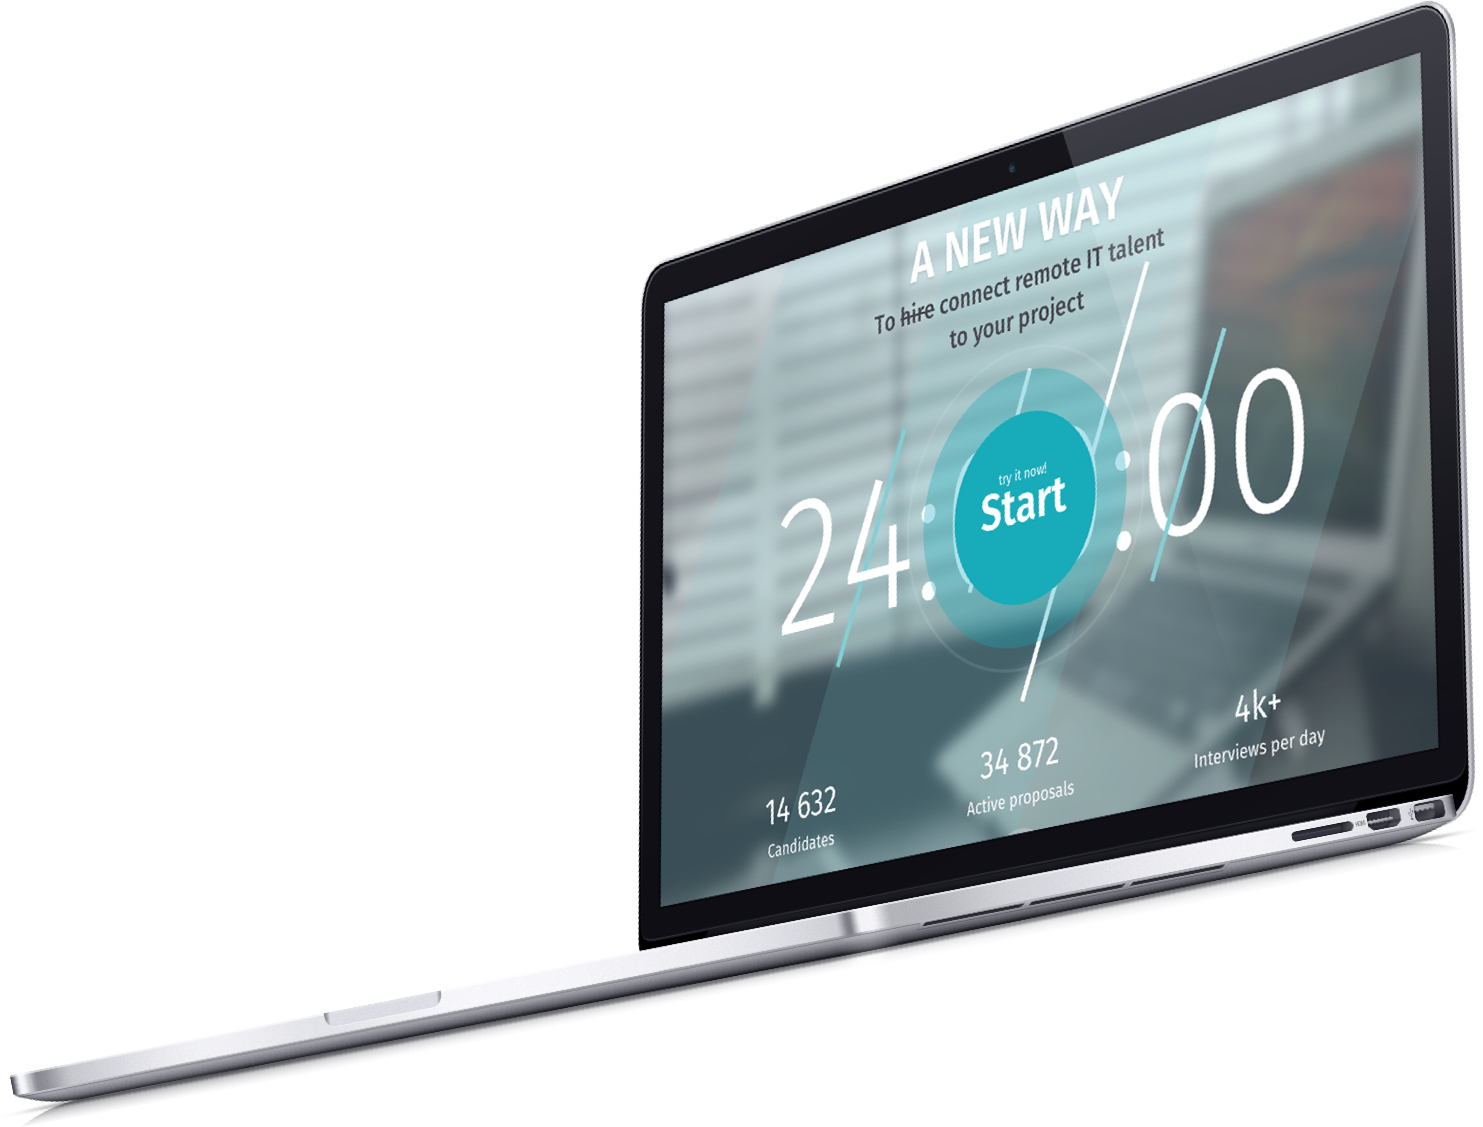 A NEW WAY
To hire connect remote IT talent
to your project
24: :00
try it now!
Start
14 632
Candidates
34 872
Active proposals
4k+
Interviews per day